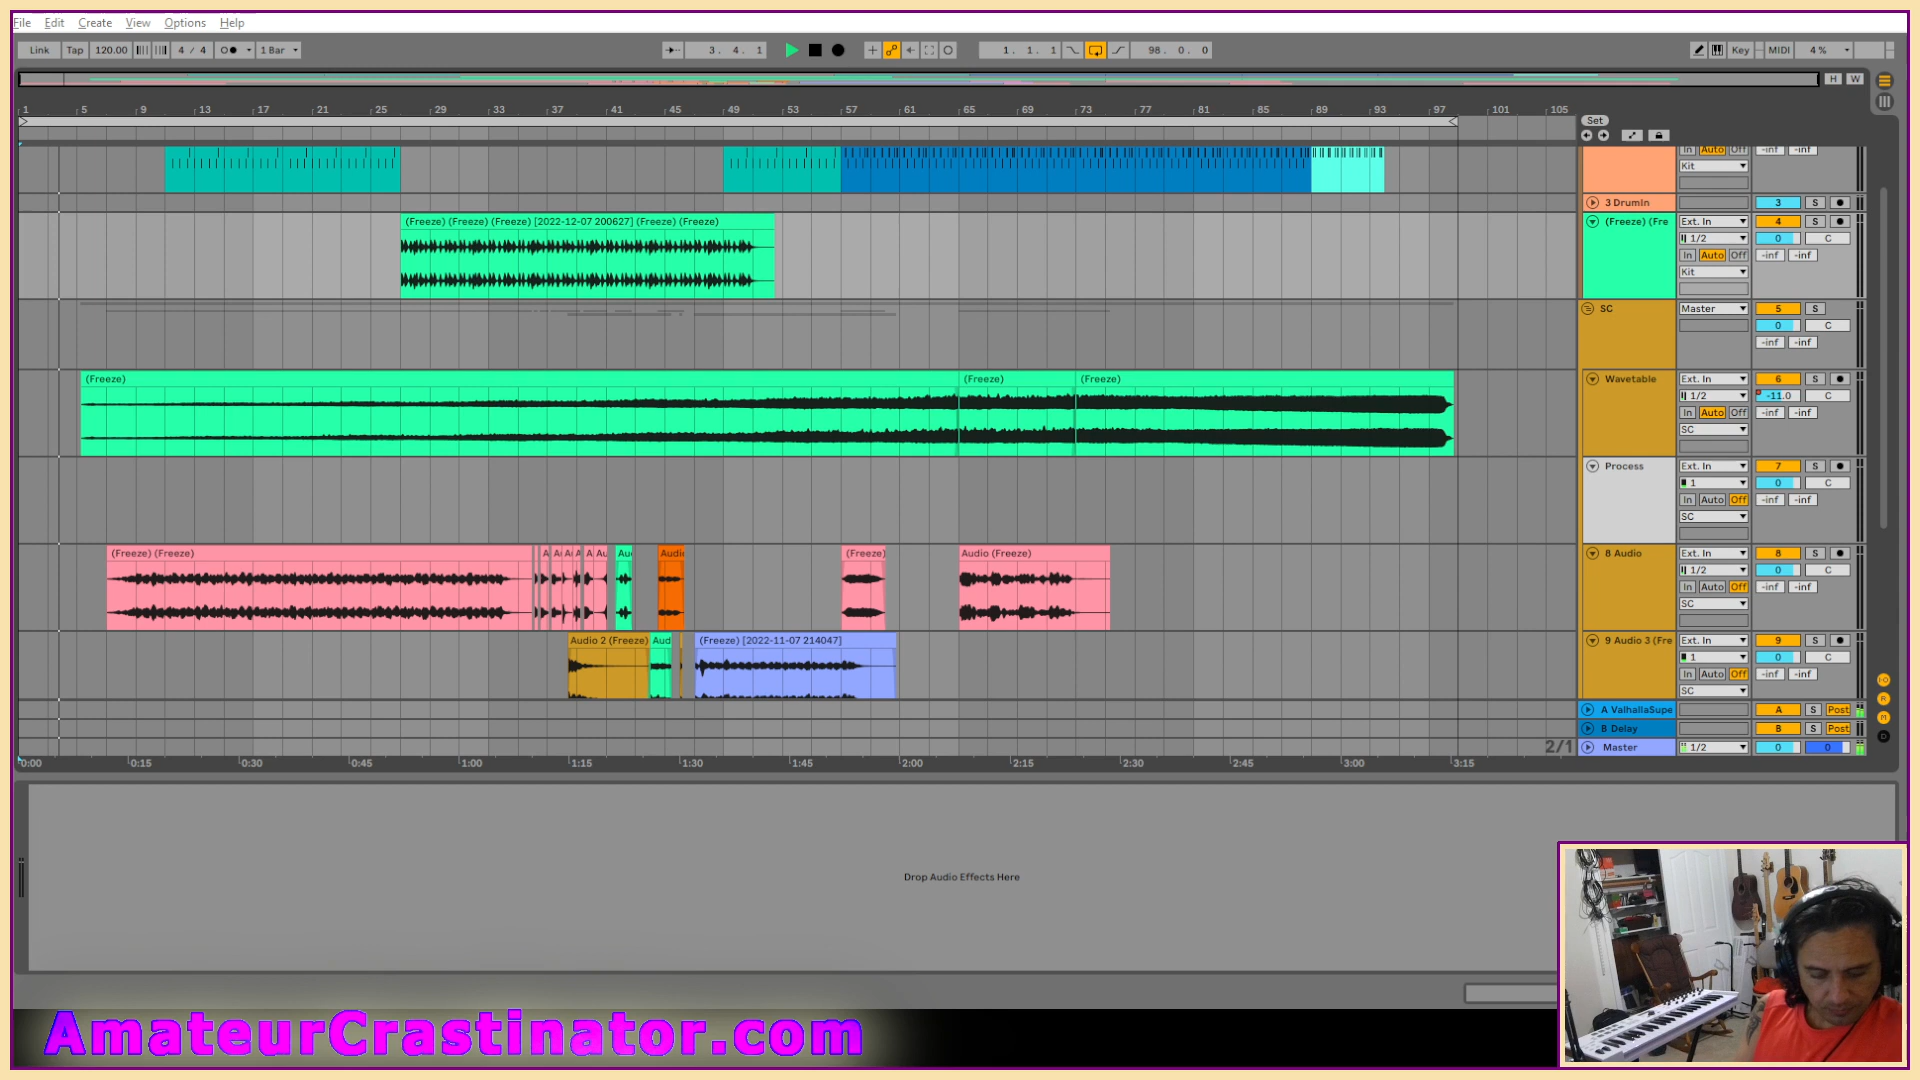 File Edit Create View Options Help
Link Tap 120.00 4 / 4 1 Bar 3. 4. 1 1. 1. 1 98. 0. 0 Key MIDI 4 %
H W
1 5 9 13 17 21 25 29 33 37 41 45 49 53 57 61 65 69 73 77 81 85 89 93 97 101 105
Set
In Auto Off -inf -inf
Kit
3 DrumIn 3 S
(Freeze) (Freeze) (Freeze) [2022-12-07 200627] (Freeze) (Freeze) (Freeze) (Fre Ext. In 4 S
1/2 0 C
In Auto Off -inf -inf
Kit
SC Master 5 S
0 C
-inf -inf
(Freeze) (Freeze) (Freeze) Wavetable Ext. In 6 S
1/2 -11.0 C
In Auto Off -inf -inf
SC
Process Ext. In 7 S
1 0 C
In Auto Off -inf -inf
SC
(Freeze) (Freeze) A A A A A Au Au Audi (Freeze) Audio (Freeze) 8 Audio Ext. In 8 S
1/2 0 C
In Auto Off -inf -inf
SC
Audio 2 (Freeze) Aud (Freeze) [2022-11-07 214047] 9 Audio 3 (Fre Ext. In 9 S
1 0 C
In Auto Off -inf -inf
SC
A ValhallaSupe A S Post
B Delay B S Post
2/1 Master 1/2 0 0
0:00 0:15 0:30 0:45 1:00 1:15 1:30 1:45 2:00 2:15 2:30 2:45 3:00 3:15
Drop Audio Effects Here
AmateurCrastinator.com